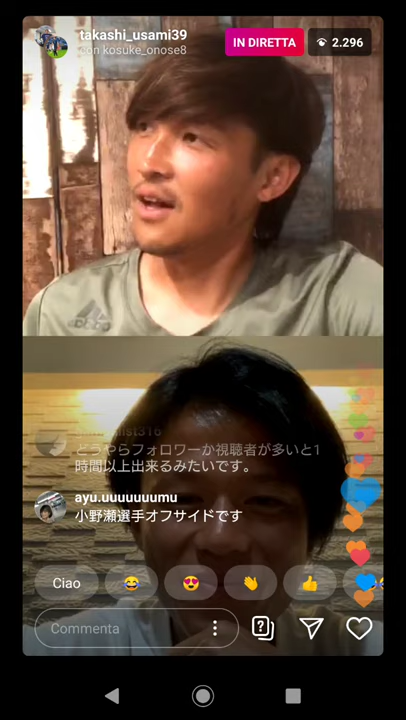 takashi_usami39
con kosuke_onose8
IN DIRETTA
2.296
adidas
どうやらフォロワーか視聴者が多いと1
時間以上出来るみたいです。
ayu.uuuuuuumu
小野瀬選手オフサイドです
Ciao
Commenta